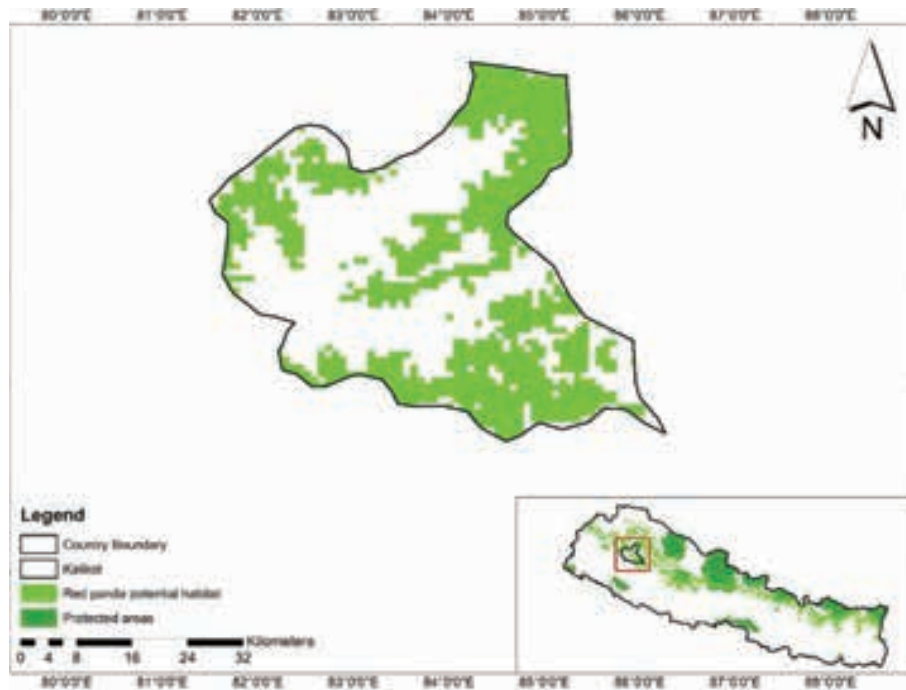 80°0'0"E 81°0'0"E 82°0'0"E 83°0'0"E 84°0'0"E 85°0'0"E 86°0'0"E 87°0'0"E 88°0'0"E
N
Legend
Country Boundary
Kalikot
Red panda potential habitat
Protected areas
Kilometers
0 4 8 16 24 32
80°0'0"E 81°0'0"E 82°0'0"E 83°0'0"E 84°0'0"E 85°0'0"E 86°0'0"E 87°0'0"E 88°0'0"E